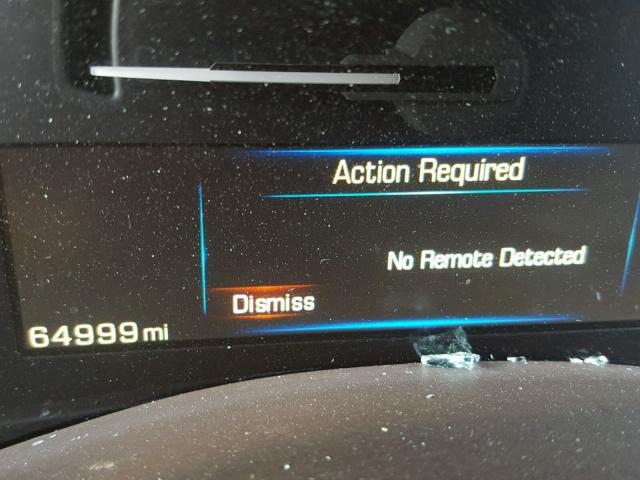 Action Required
No Remote Detected
Dismiss
64999 mi